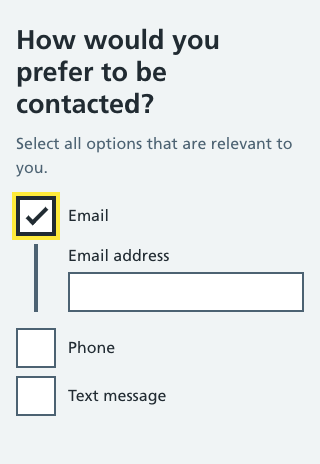 How would you
prefer to be
contacted?
Select all options that are relevant to
you.
Email
Email address
Phone
Text message